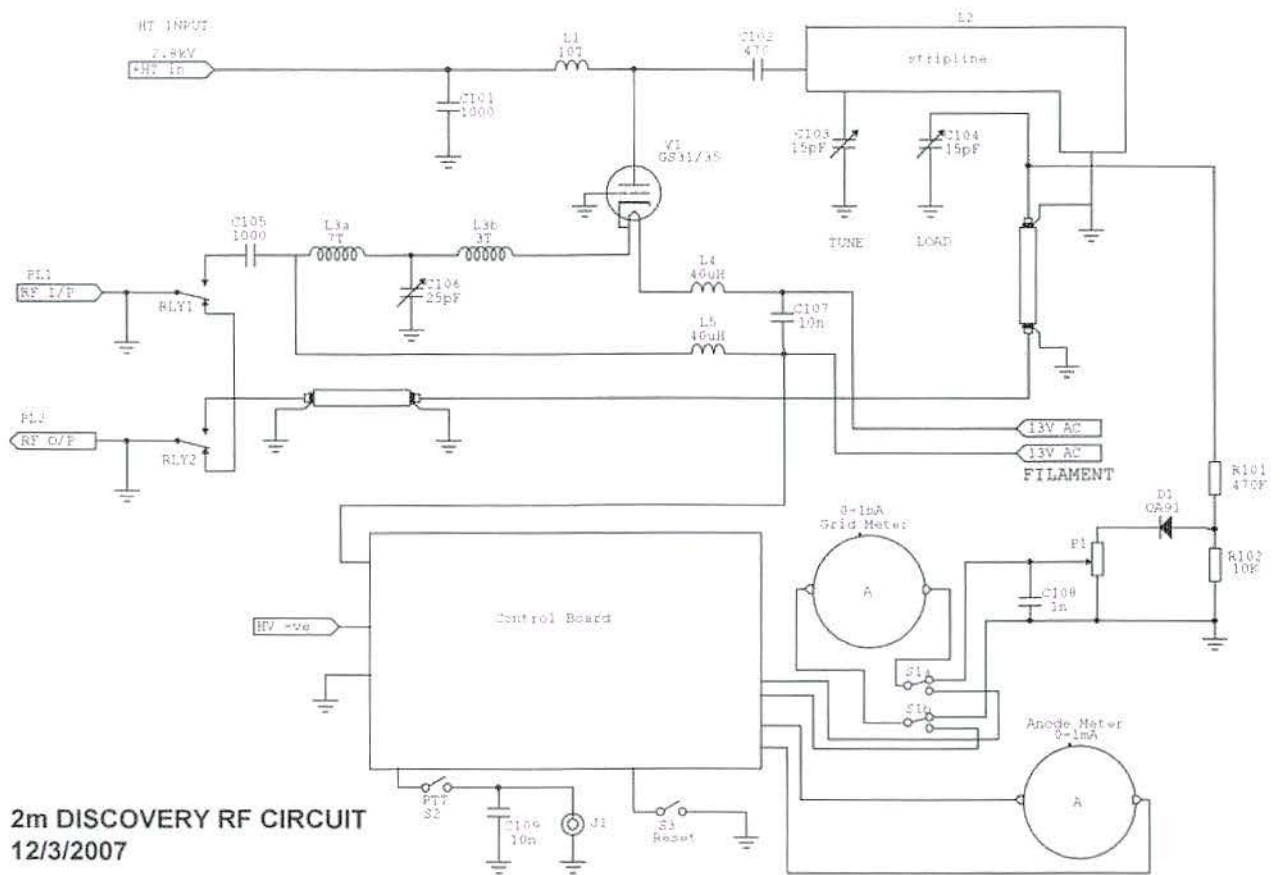 HT INPUT
2.8kV
+HT In
L1
10T
C102
470
L2
stripline
C101
1000
V1
GS31/35
C103
15pF
C104
15pF
TUNE
LOAD
C105
1000
L3a
7T
L3b
3T
L4
40uH
PL1
RF I/P
RLY1
C106
25pF
C107
10n
L5
40uH
PL2
RF O/P
RLY2
13V AC
13V AC
FILAMENT
R101
470R
D1
OA91
P1
R102
10K
0-1mA
Grid Meter
A
C108
1n
HV -ve
Control Board
S1a
S1b
Anode Meter
0-1mA
A
PTT
S2
C109
10n
J1
S3
Reset
2m DISCOVERY RF CIRCUIT
12/3/2007